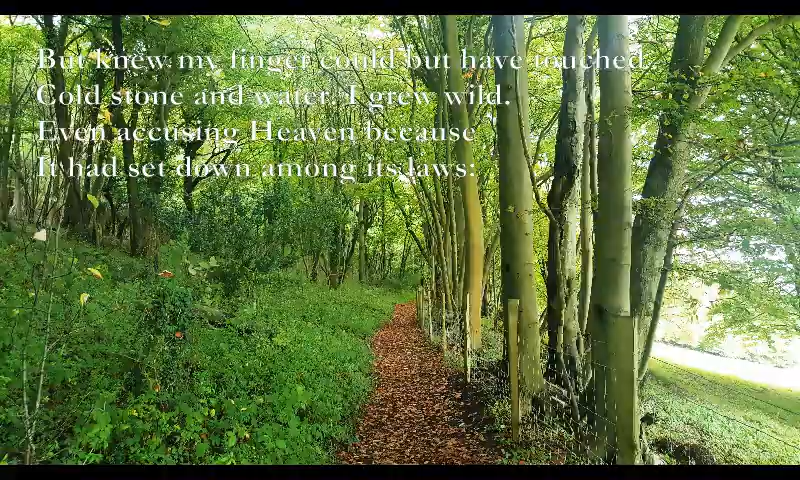 But knew my finger could but have touched.
Cold stone and water. I grew wild.
Even accusing Heaven because
It had set down among its laws: